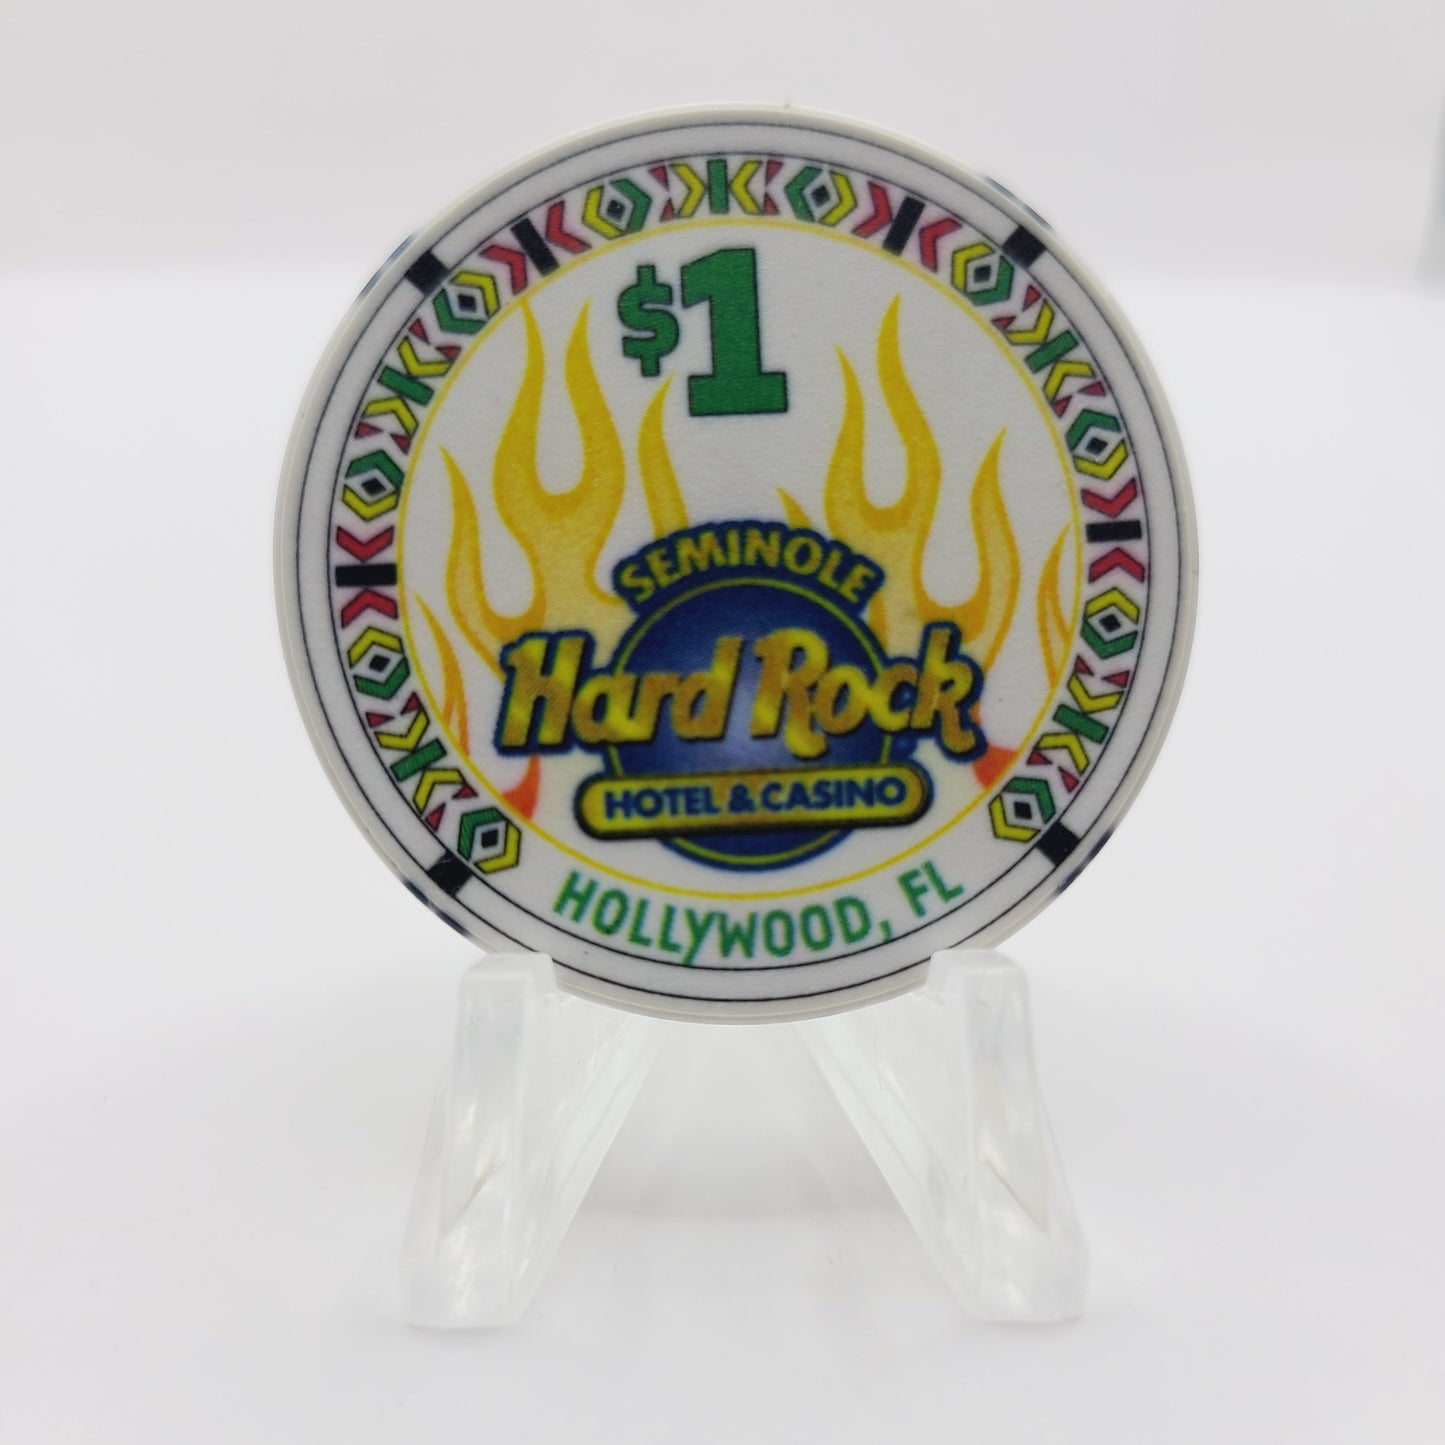 $1
SEMINOLE
Hard Rock
HOTEL & CASINO
HOLLYWOOD, FL